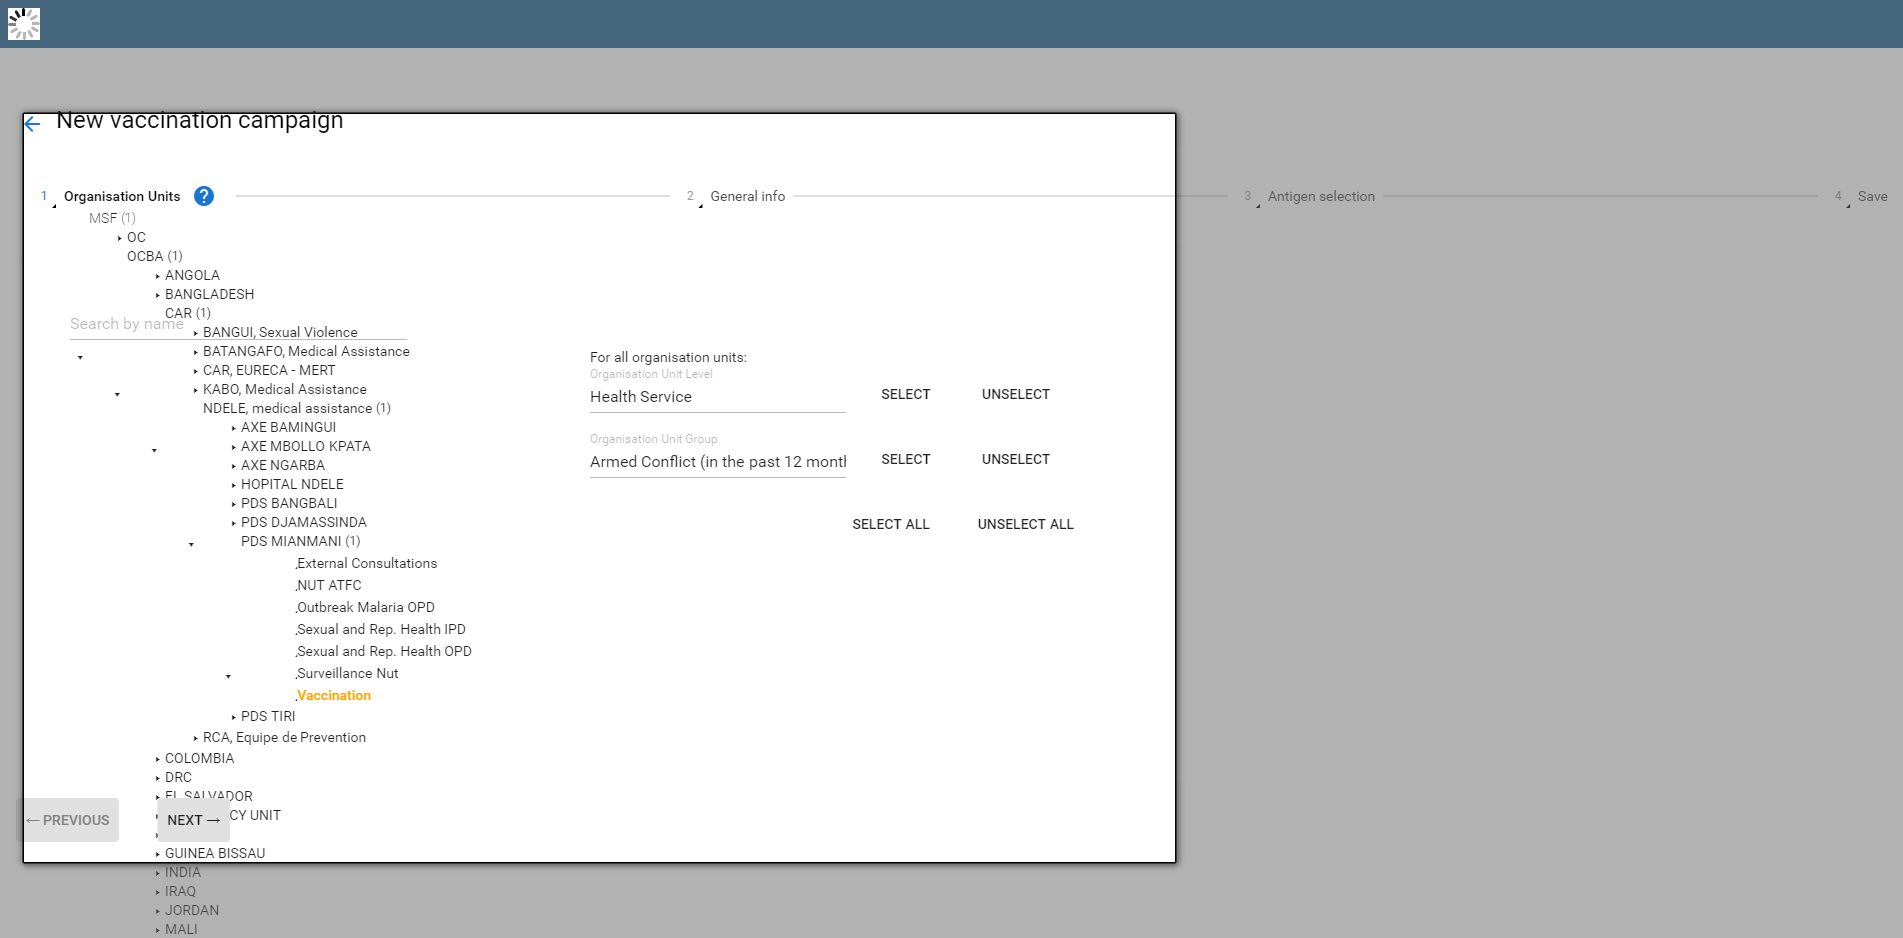 New vaccination campaign
1 Organisation Units ? 2 General info 3 Antigen selection 4 Save
MSF (1)
OC
OCBA (1)
ANGOLA
BANGLADESH
CAR (1)
Search by name
BANGUI, Sexual Violence
BATANGAFO, Medical Assistance
For all organisation units:
CAR, EURECA - MERT
Organisation Unit Level
KABO, Medical Assistance
Health Service SELECT UNSELECT
NDELE, medical assistance (1)
AXE BAMINGUI
Organisation Unit Group
AXE MBOLLO KPATA
Armed Conflict (in the past 12 mont SELECT UNSELECT
AXE NGARBA
HOPITAL NDELE
PDS BANGBALI
PDS DJAMASSINDA
SELECT ALL UNSELECT ALL
PDS MIANMANI (1)
External Consultations
NUT ATFC
Outbreak Malaria OPD
Sexual and Rep. Health IPD
Sexual and Rep. Health OPD
Surveillance Nut
Vaccination
PDS TIRI
RCA, Equipe de Prevention
COLOMBIA
DRC
EL SALVADOR
CY UNIT
← PREVIOUS NEXT →
GUINEA BISSAU
INDIA
IRAQ
JORDAN
MALI